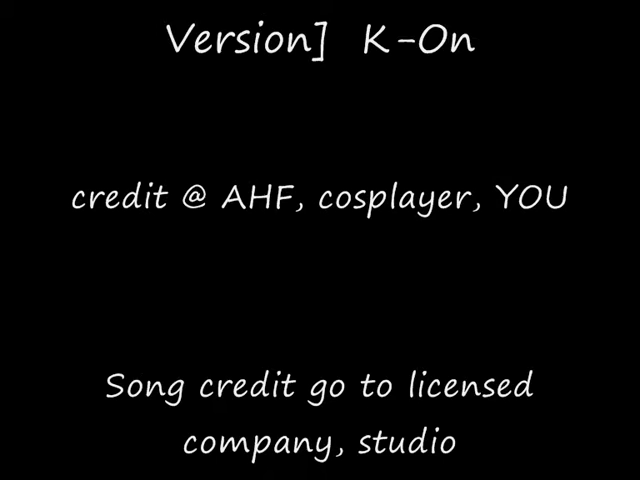 Version] K-On
credit @ AHF, cosplayer, YOU
Song credit go to licensed
company, studio